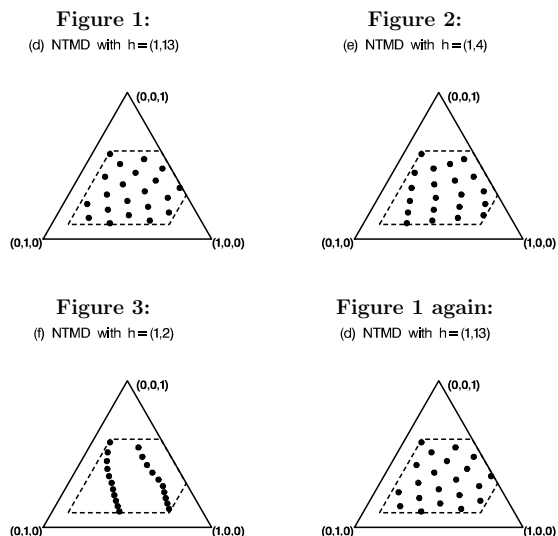 Figure 1:
(d) NTMD with h=(1,13)
(0,0,1)
(0,1,0)
(1,0,0)
Figure 2:
(e) NTMD with h=(1,4)
(0,0,1)
(0,1,0)
(1,0,0)
Figure 3:
(f) NTMD with h=(1,2)
(0,0,1)
(0,1,0)
(1,0,0)
Figure 1 again:
(d) NTMD with h=(1,13)
(0,0,1)
(0,1,0)
(1,0,0)